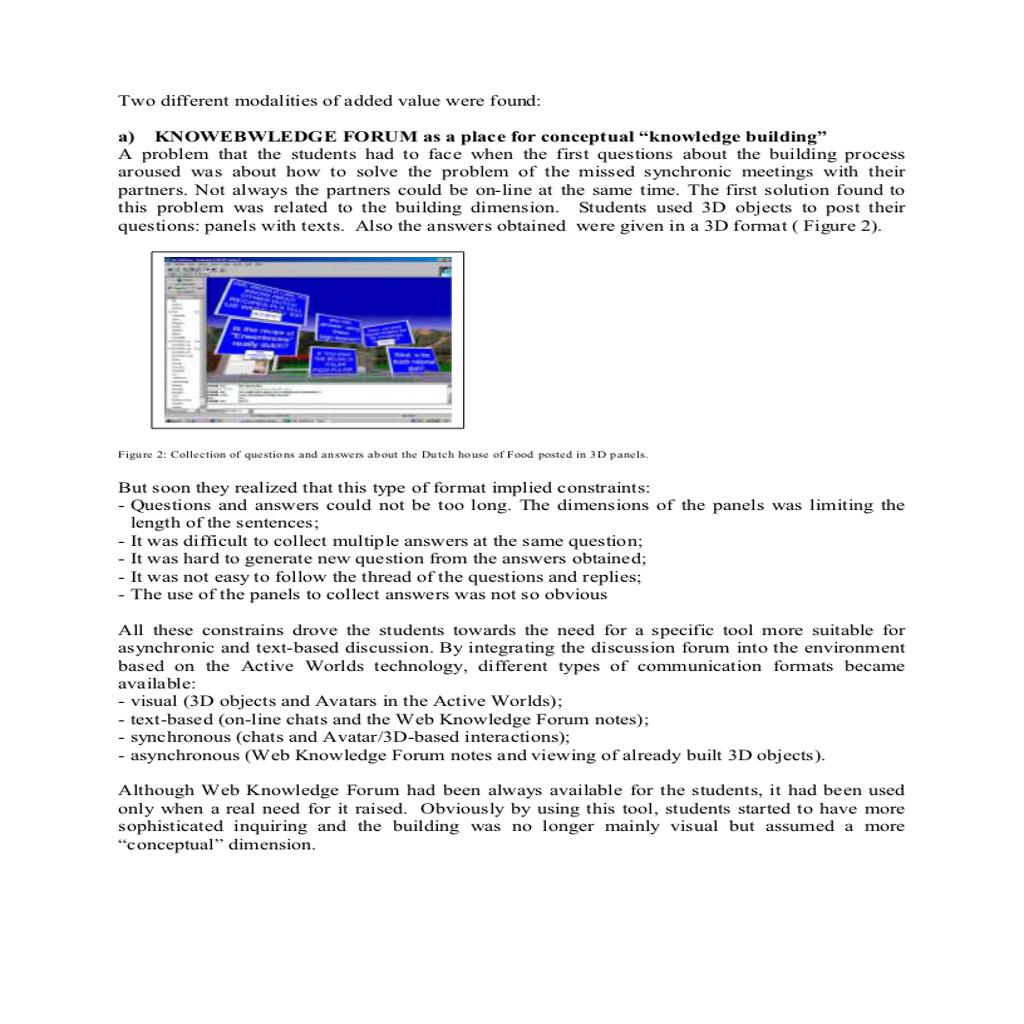 Two different modalities of added value were found:
a) KNOWEBWLEDGE FORUM as a place for conceptual “knowledge building”
A problem that the students had to face when the first questions about the building process
aroused was about how to solve the problem of the missed synchronic meetings with their
partners. Not always the partners could be on-line at the same time. The first solution found to
this problem was related to the building dimension. Students used 3D objects to post their
questions: panels with texts. Also the answers obtained were given in a 3D format ( Figure 2).
KNOW ABOUT
OTHER DUTCH
RECIPES PLS TELL
Is the recipe of
"Erwentesoep"
really dutch?
Figure 2: Collection of questions and answers about the Dutch house of Food posted in 3D panels.
But soon they realized that this type of format implied constraints:
- Questions and answers could not be too long. The dimensions of the panels was limiting the
length of the sentences;
- It was difficult to collect multiple answers at the same question;
- It was hard to generate new question from the answers obtained;
- It was not easy to follow the thread of the questions and replies;
- The use of the panels to collect answers was not so obvious
All these constrains drove the students towards the need for a specific tool more suitable for
asynchronic and text-based discussion. By integrating the discussion forum into the environment
based on the Active Worlds technology, different types of communication formats became
available:
- visual (3D objects and Avatars in the Active Worlds);
- text-based (on-line chats and the Web Knowledge Forum notes);
- synchronous (chats and Avatar/3D-based interactions);
- asynchronous (Web Knowledge Forum notes and viewing of already built 3D objects).
Although Web Knowledge Forum had been always available for the students, it had been used
only when a real need for it raised. Obviously by using this tool, students started to have more
sophisticated inquiring and the building was no longer mainly visual but assumed a more
“conceptual” dimension.